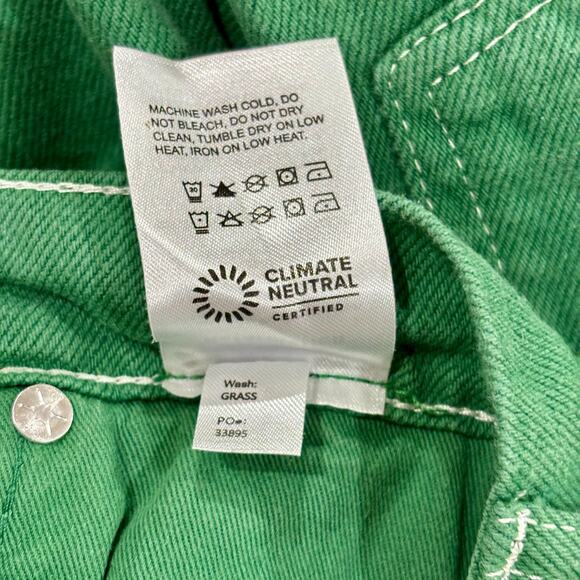 MACHINE WASH COLD, DO
NOT BLEACH, DO NOT DRY
CLEAN, TUMBLE DRY ON LOW
HEAT, IRON ON LOW HEAT.
CLIMATE
NEUTRAL
CERTIFIED
Wash:
GRASS
PO#:
33895